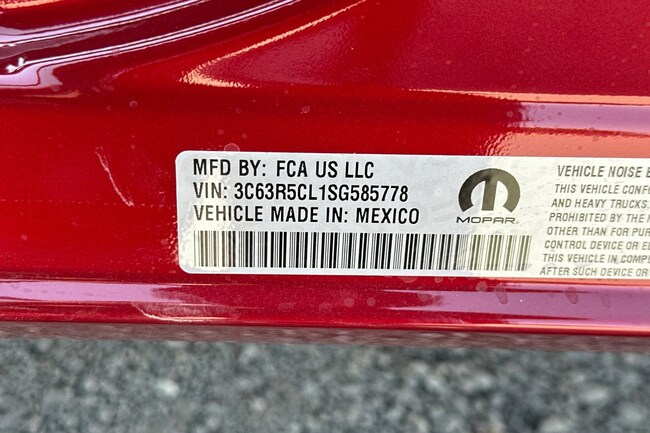 MFD BY: FCA US LLC
VIN: 3C63R5CL1SG585778
VEHICLE MADE IN: MEXICO
MOPAR
VEHICLE NOISE
THIS VEHICLE
AND HEAVY TRUCKS.
PROHIBITED BY THE
OTHER THAN FOR
CONTROL DEVICE OR
THIS VEHICLE IN
AFTER SUCH DEVICE OR